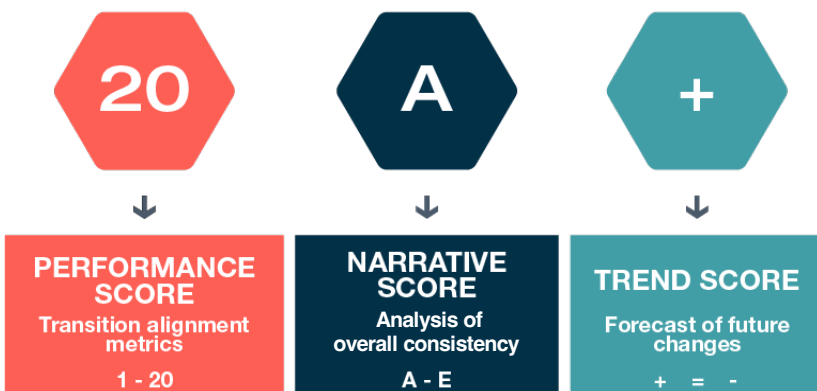 20
A
+
PERFORMANCE
SCORE
Transition alignment
metrics
1 - 20
NARRATIVE
SCORE
Analysis of
overall consistency
A - E
TREND SCORE
Forecast of future
changes
+ = -